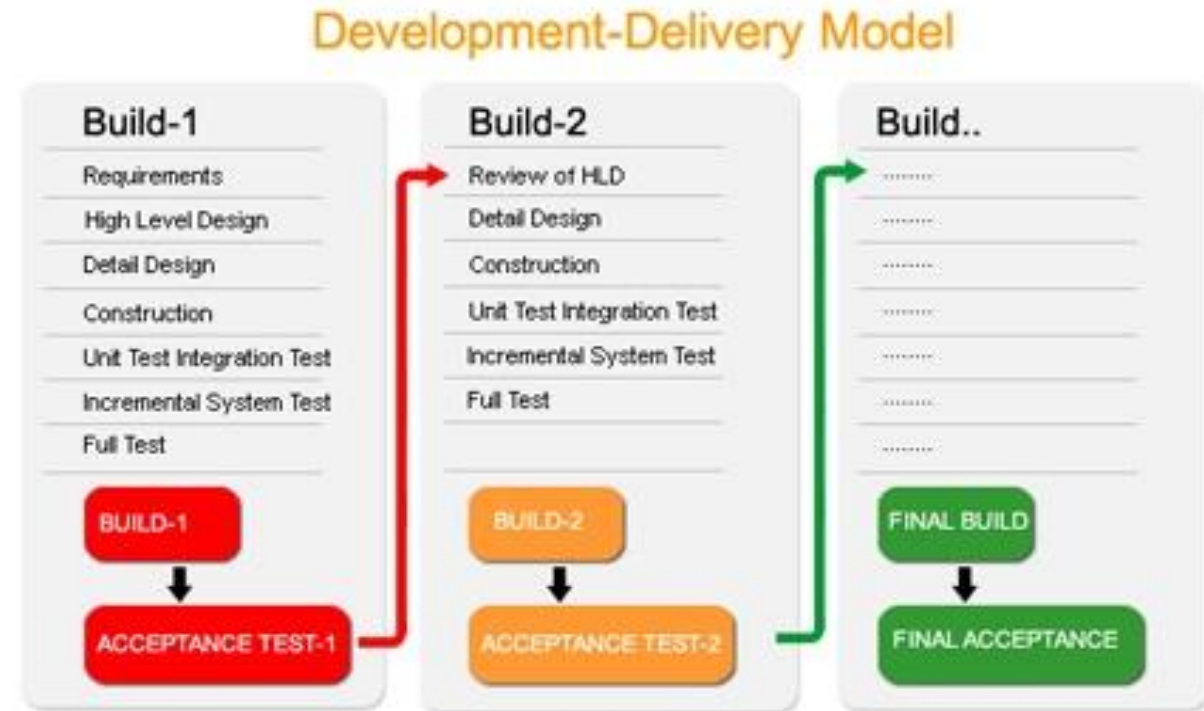 Development-Delivery Model
Build-1
Requirements
High Level Design
Detail Design
Construction
Unit Test Integration Test
Incremental System Test
Full Test
BUILD-1
ACCEPTANCE TEST-1
Build-2
Review of HLD
Detail Design
Construction
Unit Test Integration Test
Incremental System Test
Full Test
BUILD-2
ACCEPTANCE TEST-2
Build..
........
........
........
........
........
........
........
FINAL BUILD
FINAL ACCEPTANCE